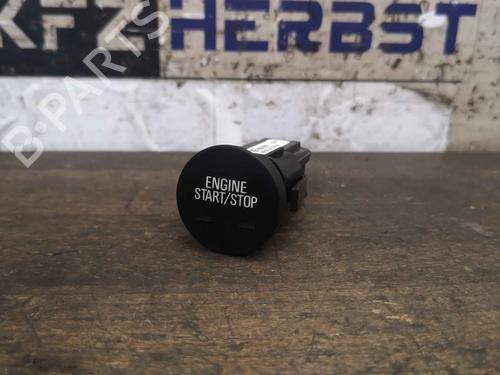 KFZ HERBST
B-PARTS
ENGINE
START/STOP